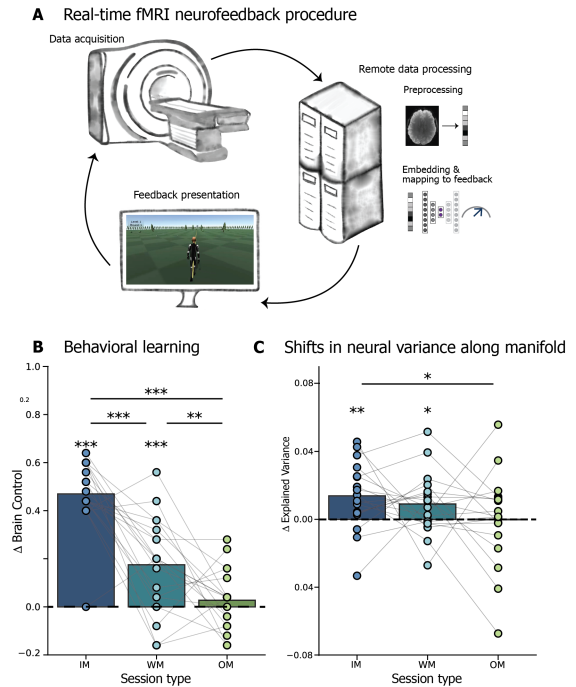 A Real-time fMRI neurofeedback procedure
Data acquisition
Remote data processing
Preprocessing
Embedding &
mapping to feedback
Feedback presentation
B Behavioral learning
1.0
0.2
0.8
0.6
0.4
0.0
−0.2
Δ Brain Control
***
*** **
*** ***
IM WM OM
Session type
C Shifts in neural variance along manifold
0.08
0.04
0.00
0.04
−0.08
Δ Explained Variance
*
** *
IM WM OM
Session type